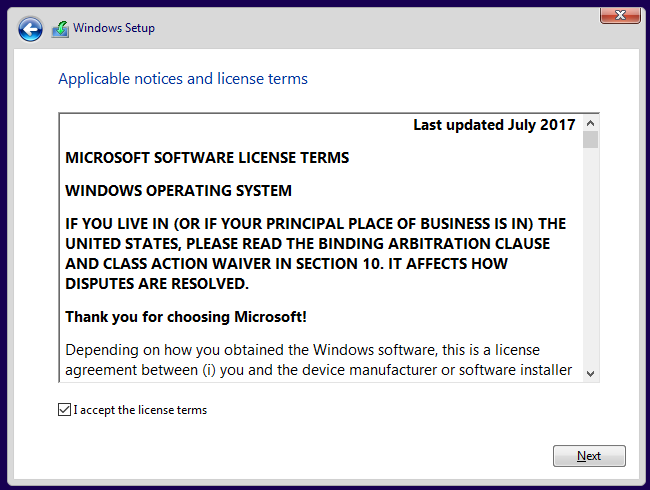 Windows Setup
Applicable notices and license terms
Last updated July 2017
MICROSOFT SOFTWARE LICENSE TERMS
WINDOWS OPERATING SYSTEM
IF YOU LIVE IN (OR IF YOUR PRINCIPAL PLACE OF BUSINESS IS IN) THE
UNITED STATES, PLEASE READ THE BINDING ARBITRATION CLAUSE
AND CLASS ACTION WAIVER IN SECTION 10. IT AFFECTS HOW
DISPUTES ARE RESOLVED.
Thank you for choosing Microsoft!
Depending on how you obtained the Windows software, this is a license
agreement between (i) you and the device manufacturer or software installer
I accept the license terms
Next